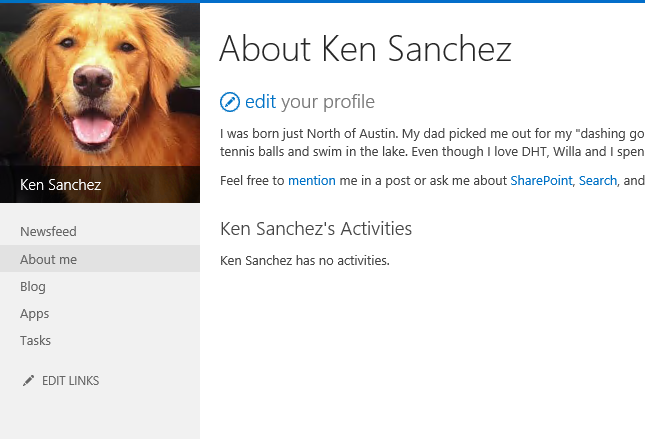 Ken Sanchez
Newsfeed
About me
Blog
Apps
Tasks
EDIT LINKS
About Ken Sanchez
edit your profile
I was born just North of Austin. My dad picked me out for my "dashing go
tennis balls and swim in the lake. Even though I love DHT, Willa and I spen
Feel free to mention me in a post or ask me about SharePoint, Search, and
Ken Sanchez's Activities
Ken Sanchez has no activities.